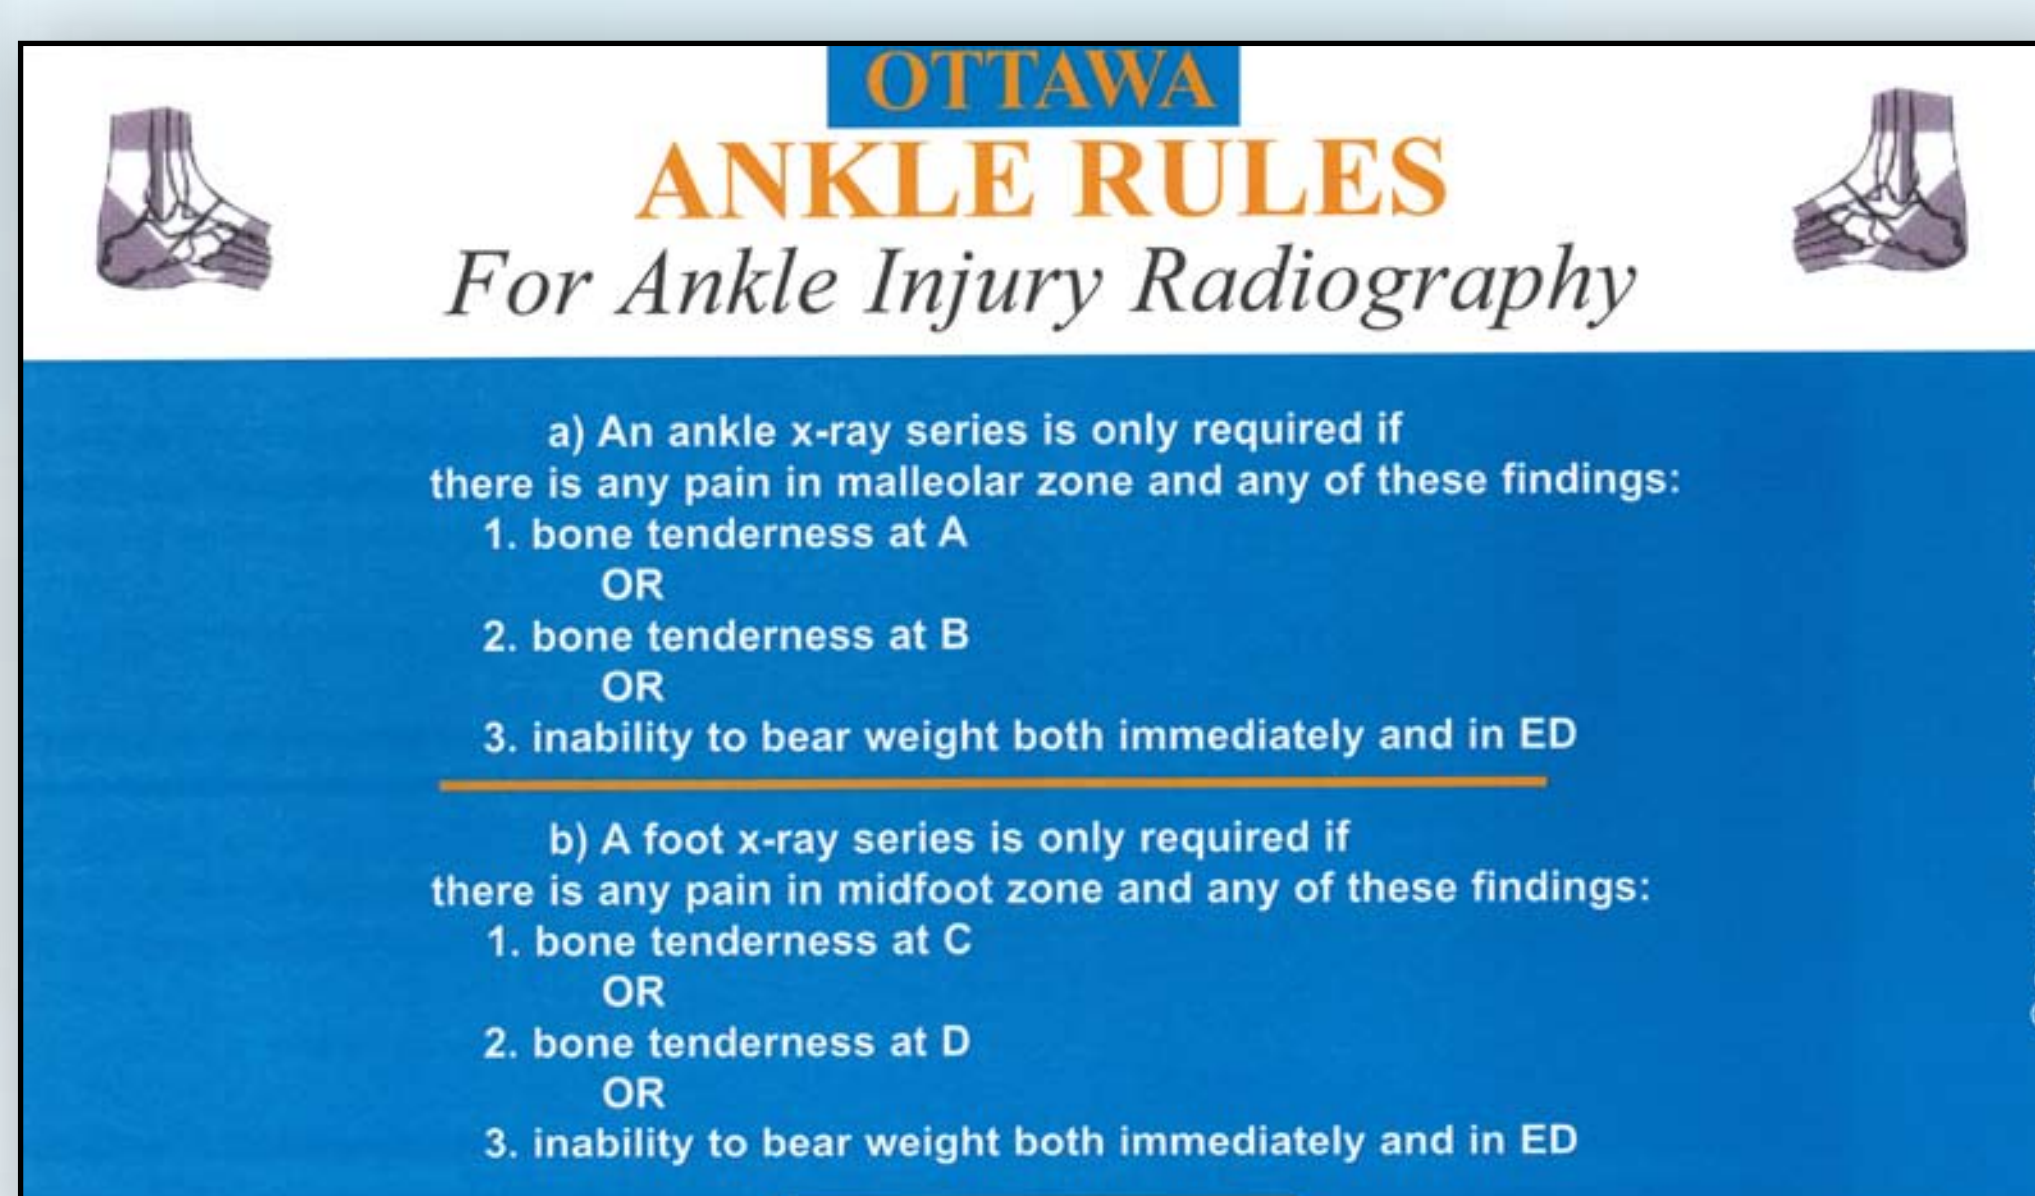 OTTAWA
ANKLE RULES
For Ankle Injury Radiography
a) An ankle x-ray series is only required if
there is any pain in malleolar zone and any of these findings:
1. bone tenderness at A
OR
2. bone tenderness at B
OR
3. inability to bear weight both immediately and in ED
b) A foot x-ray series is only required if
there is any pain in midfoot zone and any of these findings:
1. bone tenderness at C
OR
2. bone tenderness at D
OR
3. inability to bear weight both immediately and in ED